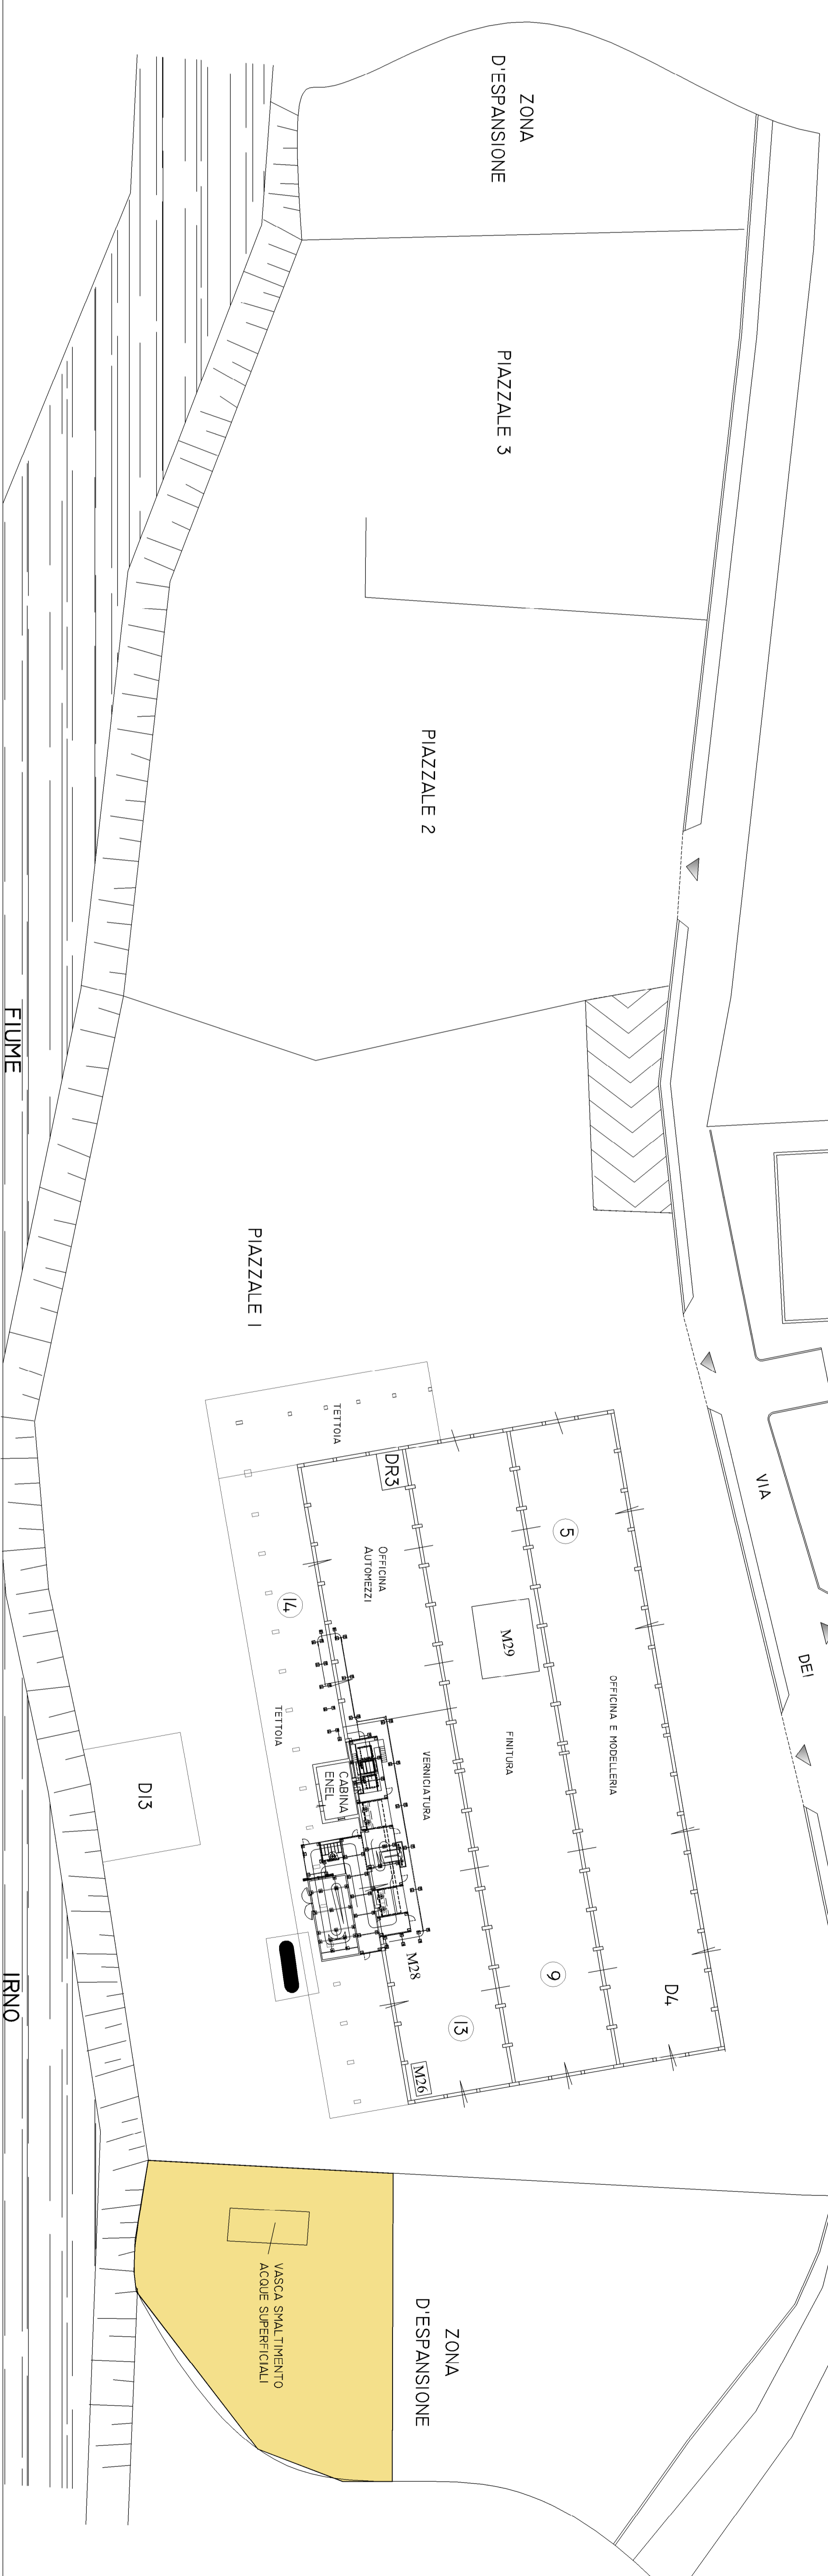 ZONA
D'ESPANSIONE
PIAZZALE 3
PIAZZALE 2
FIUME
PIAZZALE 1
VIA
DEI
TETTOIA
DR3
OFFICINA
AUTOMEZZI
5
14
M29
OFFICINA E MODELLERIA
FINITURA
TETTOIA
VERNICIATURA
CABINA
ENEL
D13
M28
9
D4
13
M26
IRNO
VASCA SMALTIMENTO
ACQUE SUPERFICIALI
ZONA
D'ESPANSIONE